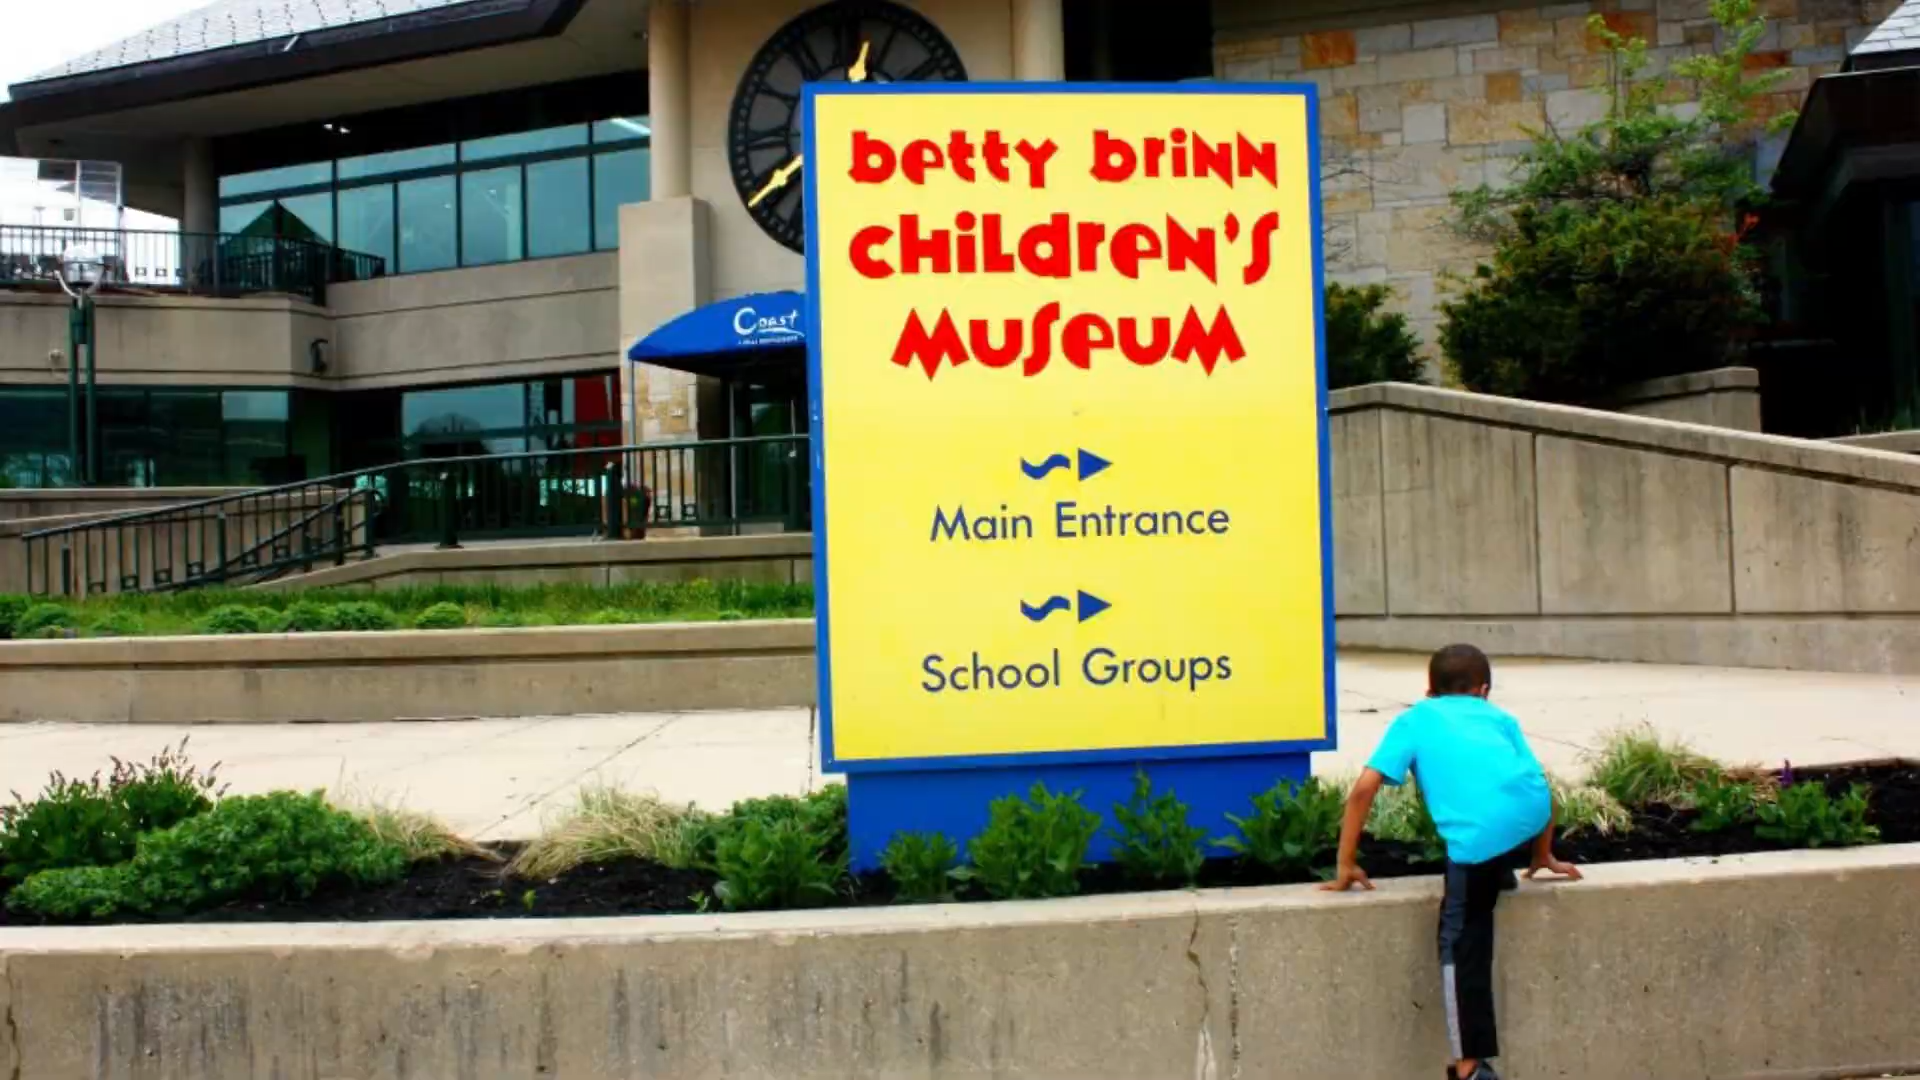 betty brinn
children's
museum
Main Entrance
School Groups
Coast